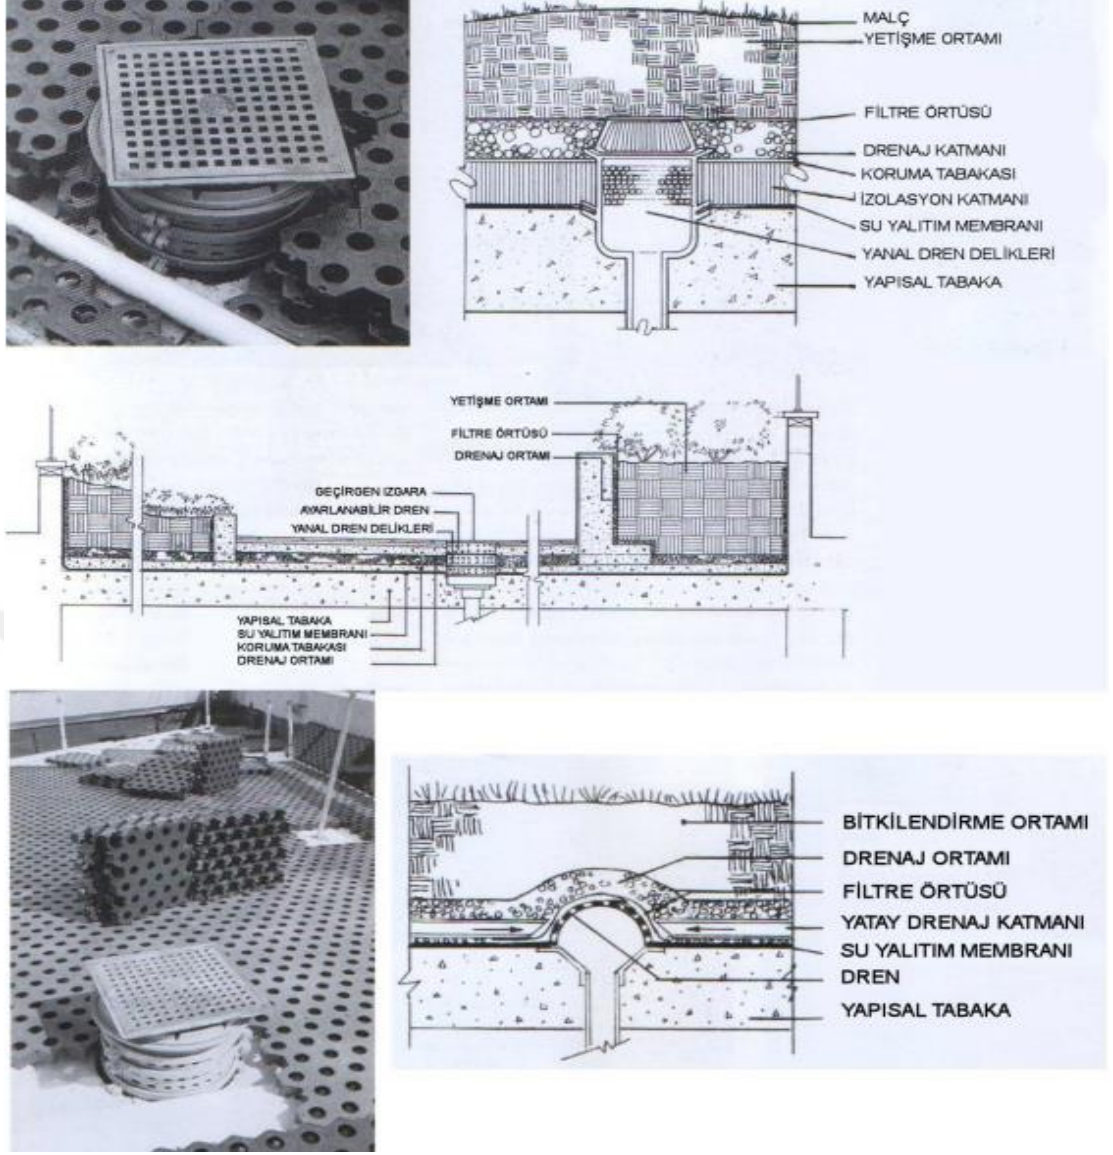 MALÇ
YETİŞME ORTAMI
FİLTRE ÖRTÜSÜ
DRENAJ KATMANI
KORUMA TABAKASI
İZOLASYON KATMANI
SU YALITIM MEMBRANI
YANAL DREN DELİKLERİ
YAPISAL TABAKA
YETİŞME ORTAMI
FİLTRE ÖRTÜSÜ
DRENAJ ORTAMI
GEÇİRGEN IZGARA
AYARLANABİLİR DREN
YANAL DREN DELİKLERİ
YAPISAL TABAKA
SU YALITIM MEMBRANI
KORUMA TABAKASI
DRENAJ ORTAMI
BİTKİLENDİRME ORTAMI
DRENAJ ORTAMI
FİLTRE ÖRTÜSÜ
YATAY DRENAJ KATMANI
SU YALITIM MEMBRANI
DREN
YAPISAL TABAKA